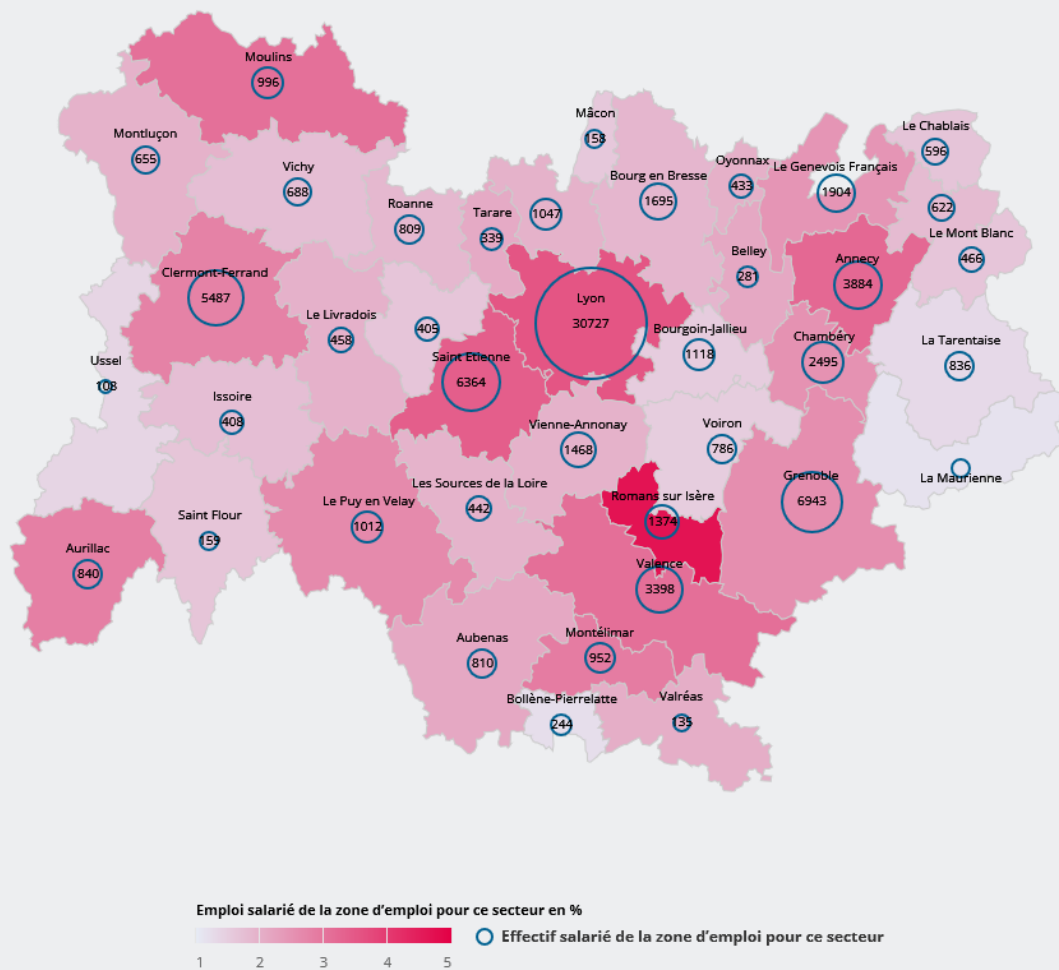 Moulins
996
Mâcon
158
Le Chablais
596
Montluçon
655
Vichy
688
Oyonnax
433
Le Genevois Français
1904
Bourg en Bresse
1695
Roanne
809
Tarare
339
1047
622
Le Mont Blanc
466
Belley
281
Annecy
3884
Clermont-Ferrand
5487
Lyon
30727
Le Livradois
458
405
Bourgoin-Jallieu
1118
Chambéry
2495
La Tarentaise
836
Saint Etienne
6364
Ussel
108
Issoire
408
Vienne-Annonay
1468
Voiron
786
Grenoble
6943
La Maurienne
Les Sources de la Loire
442
Le Puy en Velay
1012
Romans sur Isère
1374
Saint Flour
159
Aurillac
840
Valence
3398
Aubenas
810
Montélimar
952
Bollène-Pierrelatte
244
Valréas
135
Emploi salarié de la zone d'emploi pour ce secteur en %
1 2 3 4 5
Effectif salarié de la zone d'emploi pour ce secteur